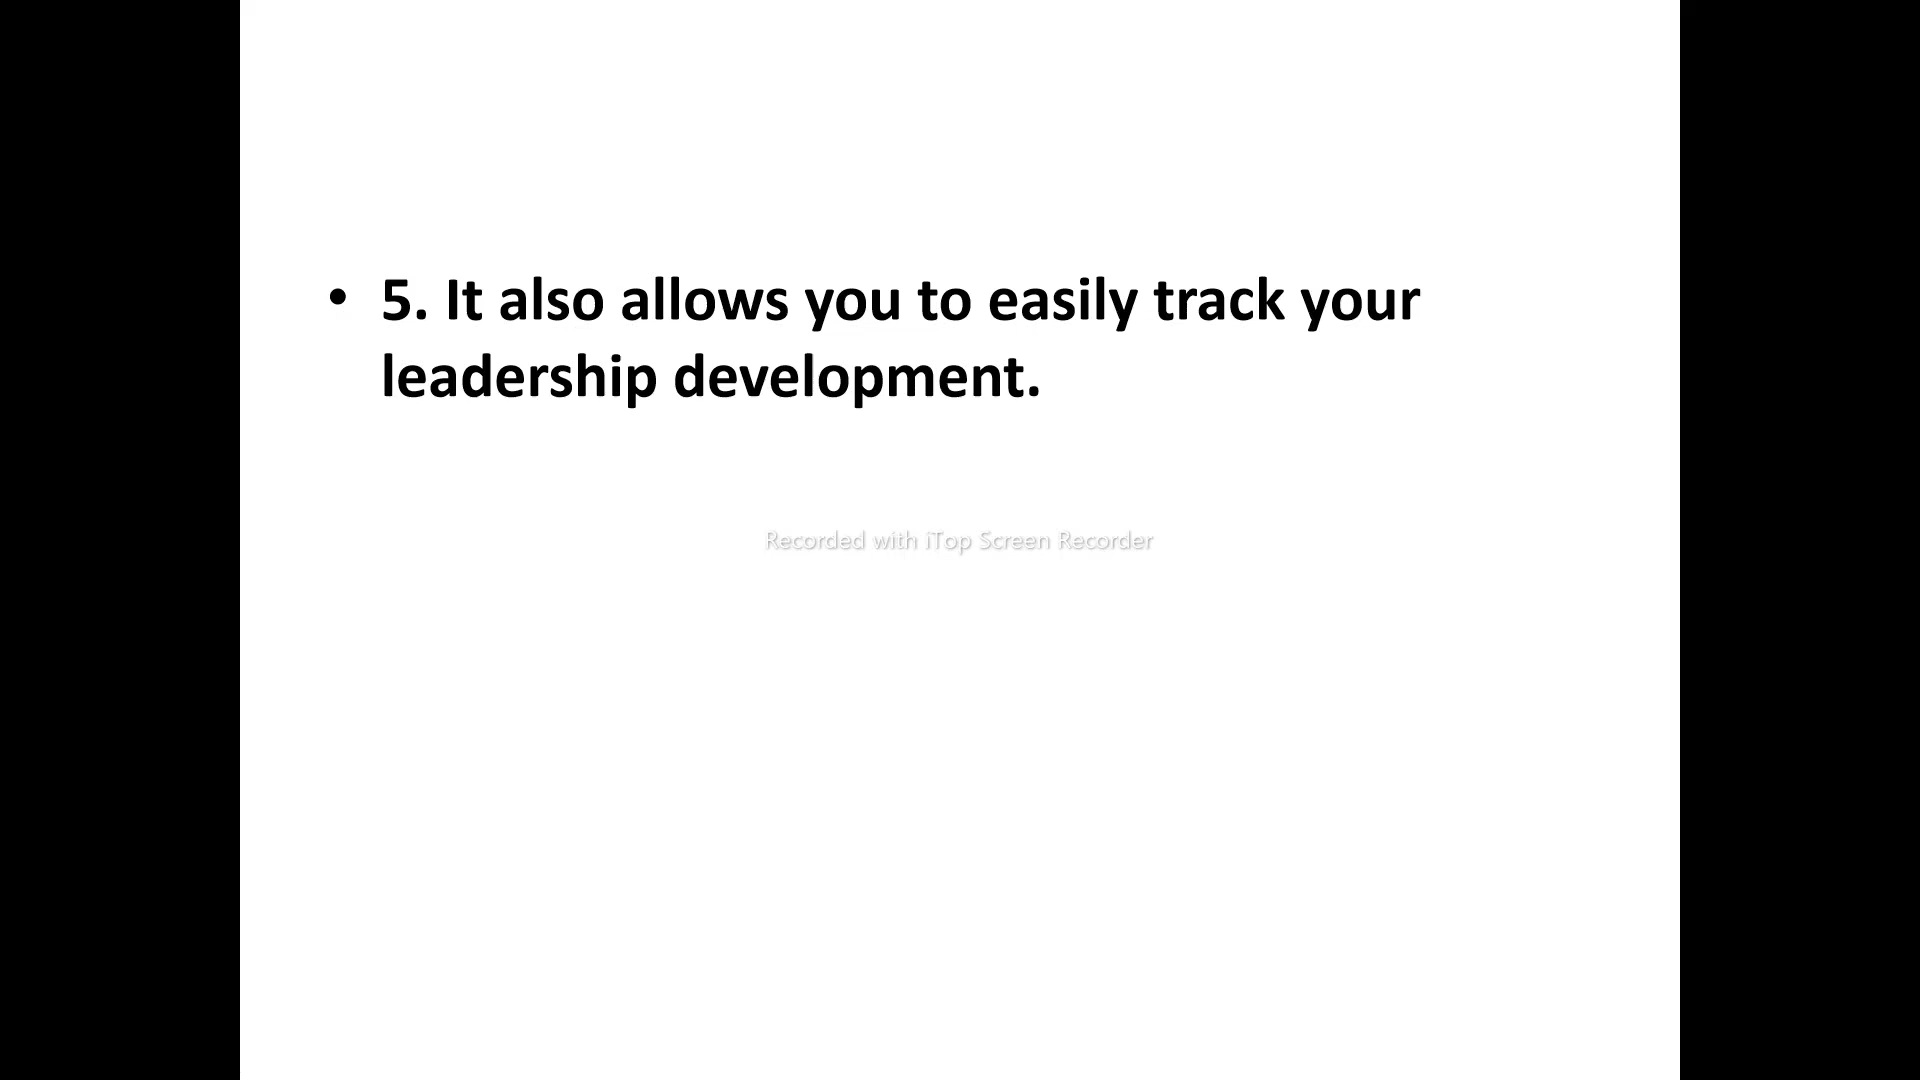 • 5. It also allows you to easily track your
leadership development.
Recorded with iTop Screen Recorder